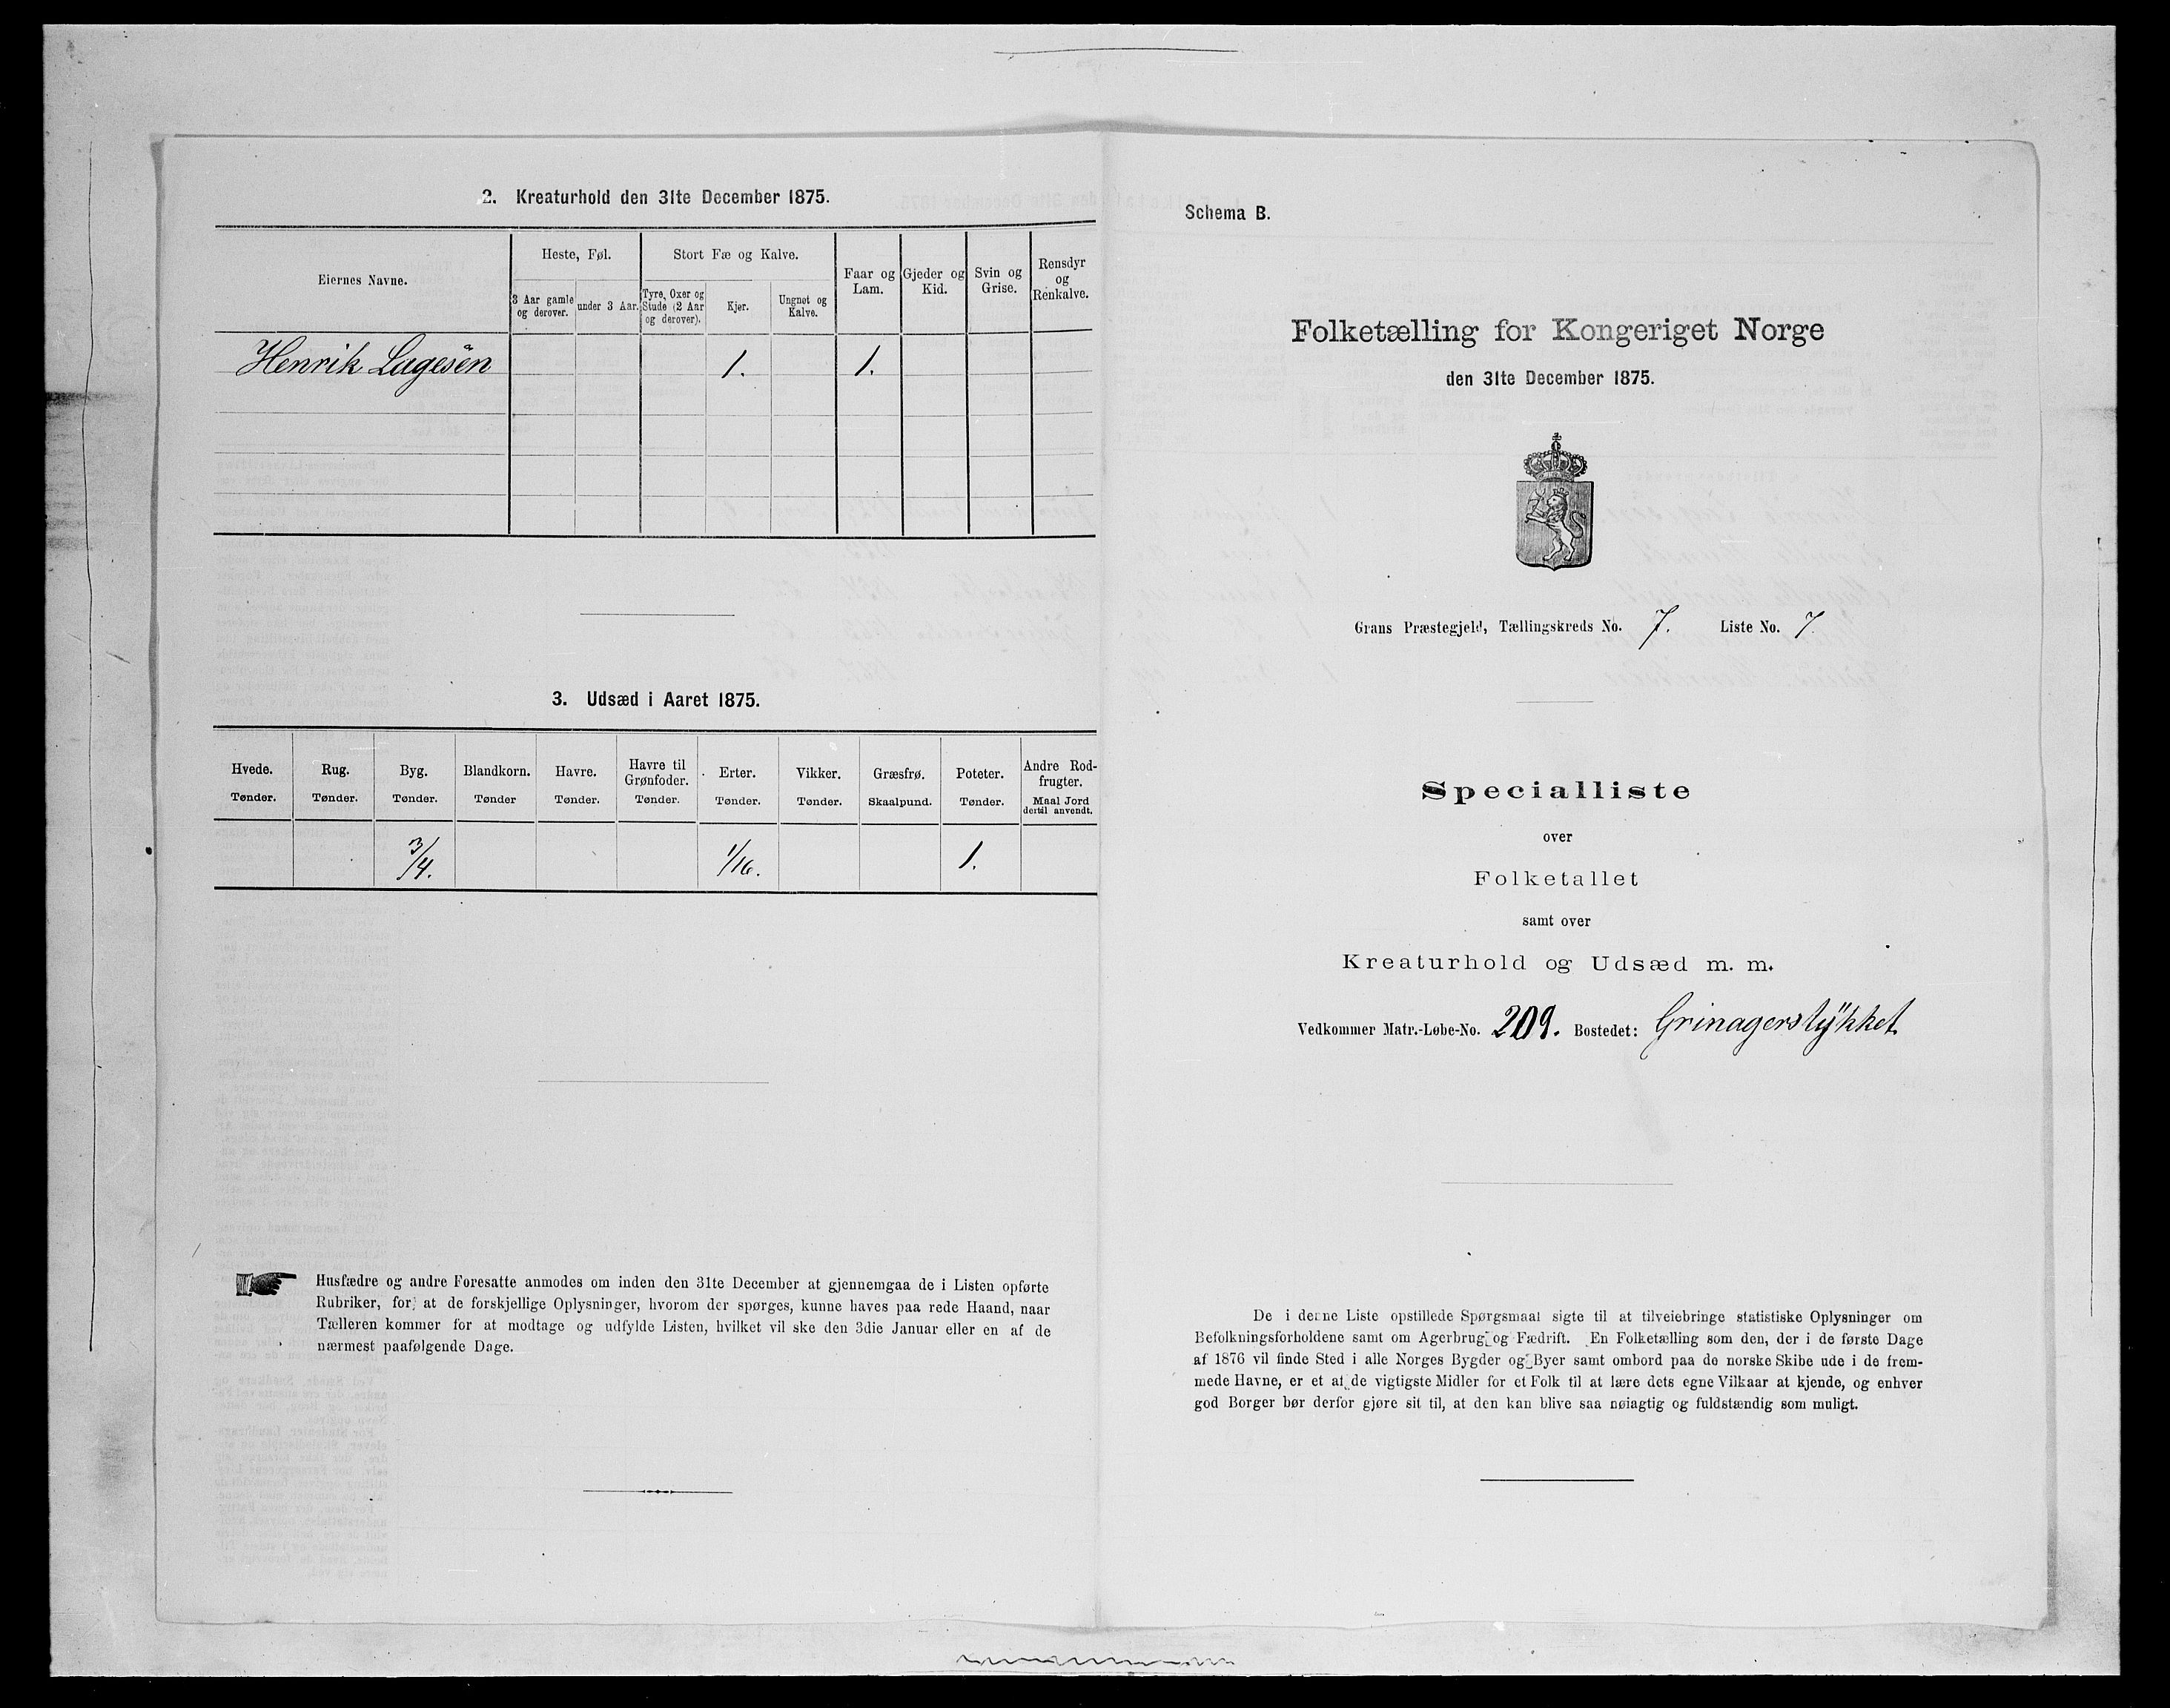 2. Kreaturhold den 31te December 1875.
Eiernes Navne.
Heste, Føl.
Stort Fæ og Kalve.
3 Aar gamle og derover.
under 3 Aar.
Tyre, Oxer og Stude (2 Aar og derover).
Kjør.
Ungnøt og Kalve.
Faar og Lam.
Gjeder og Kid.
Svin og Grise.
Rensdyr og Renkalve.
Henrik Lagesen 1. 1.
3. Udsæd i Aaret 1875.
Hvede. Rug. Byg. Blandkorn. Havre. Havre til Grønfoder. Erter. Vikker. Græsfrø. Poteter. Andre Rodfrugter.
Tønder. Tønder. Tønder. Tønder Tønder. Tønder. Tønder. Tønder. Skaalpund. Tønder. Maal Jord dertil anvendt.
3/4. 1/16. 1.
Husfædre og andre Foresatte anmodes om inden den 31te December at gjennemgaa de i Listen opførte
Rubriker, for at de forskjellige Oplysninger, hvorom der spørges, kunne haves paa rede Haand, naar
Tælleren kommer for at modtage og udfylde Listen, hvilket vil ske den 3die Januar eller en af de
nærmest paafølgende Dage.
Schema B.
Folketælling for Kongeriget Norge
den 31te December 1875.
Grans Præstegjeld, Tællingskreds No. 7. Liste No. 7
Specialliste
over
Folketallet
samt over
Kreaturhold og Udsæd m. m.
Vedkommer Matr.-Løbe-No. 209. Bostedet: Grinagerstykket
De i denne Liste opstillede Spørgsmaal sigte til at tilveiebringe statistiske Oplysninger om
Befolkningsforholdene samt om Agerbrug og Fædrift. En Folketælling som den, der i de første Dage
af 1876 vil finde Sted i alle Norges Bygder og Byer samt ombord paa de norske Skibe ude i de frem-
mede Havne, er et af de vigtigste Midler for et Folk til at lære dets egne Vilkaar at kjende, og enhver
god Borger bør derfor gjøre sit til, at den kan blive saa nøiagtig og fuldstændig som muligt.